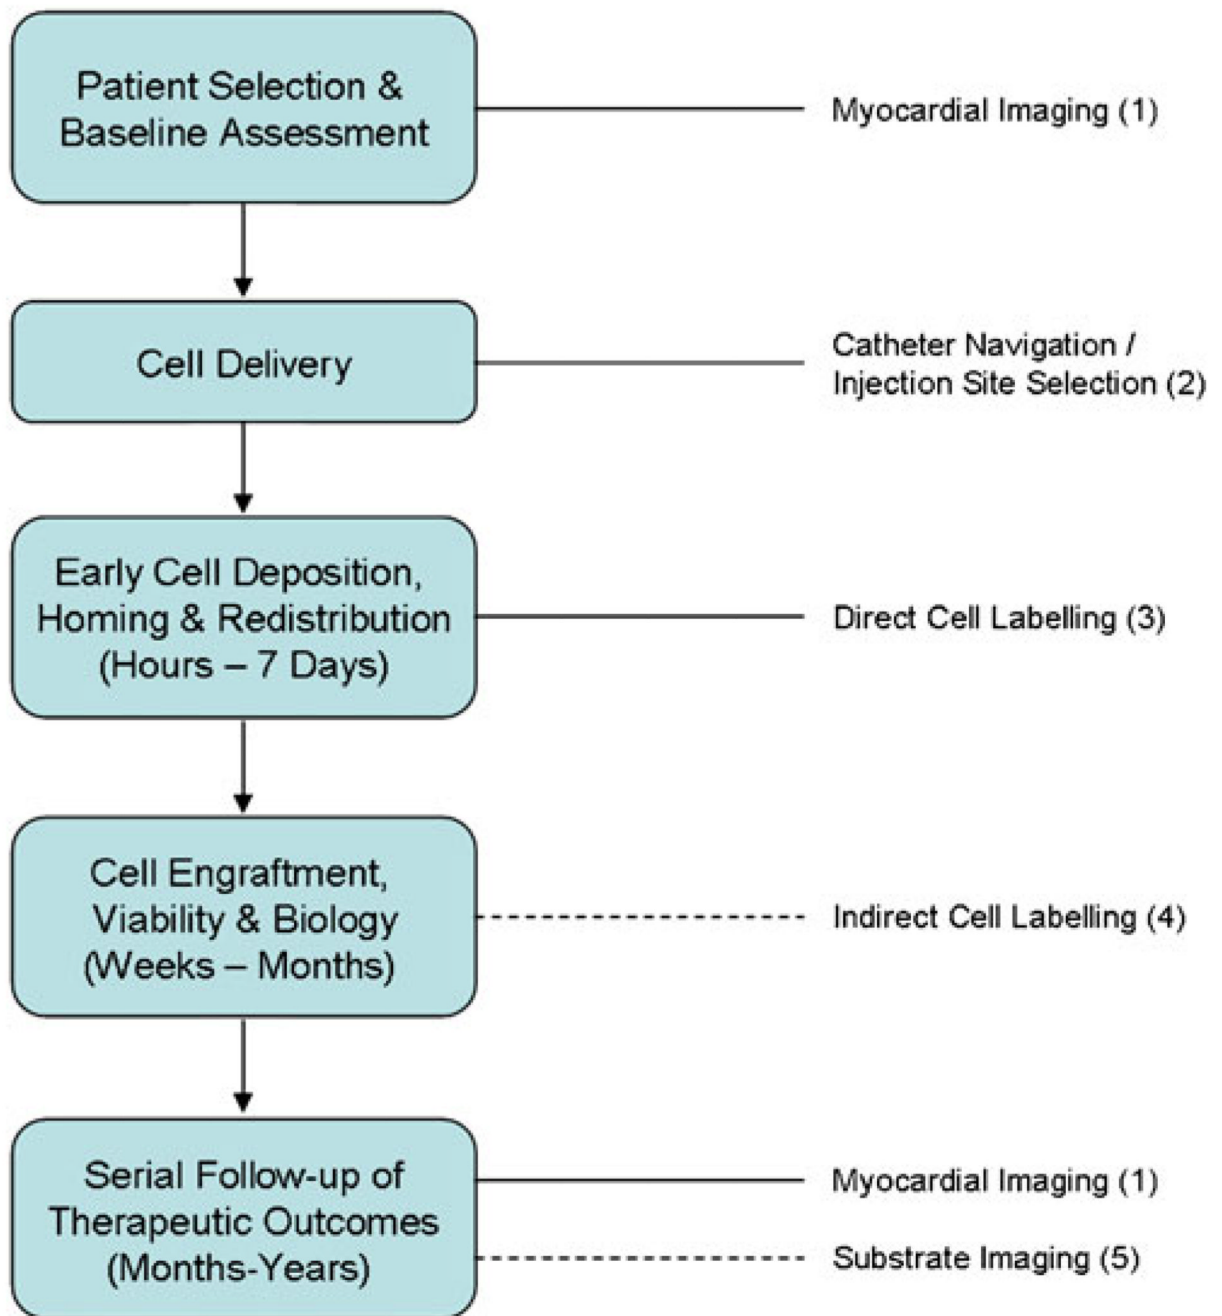 Patient Selection &
Baseline Assessment
Myocardial Imaging (1)
Cell Delivery
Catheter Navigation /
Injection Site Selection (2)
Early Cell Deposition,
Homing & Redistribution
(Hours – 7 Days)
Direct Cell Labelling (3)
Cell Engraftment,
Viability & Biology
(Weeks – Months)
Indirect Cell Labelling (4)
Serial Follow-up of
Therapeutic Outcomes
(Months-Years)
Myocardial Imaging (1)
Substrate Imaging (5)